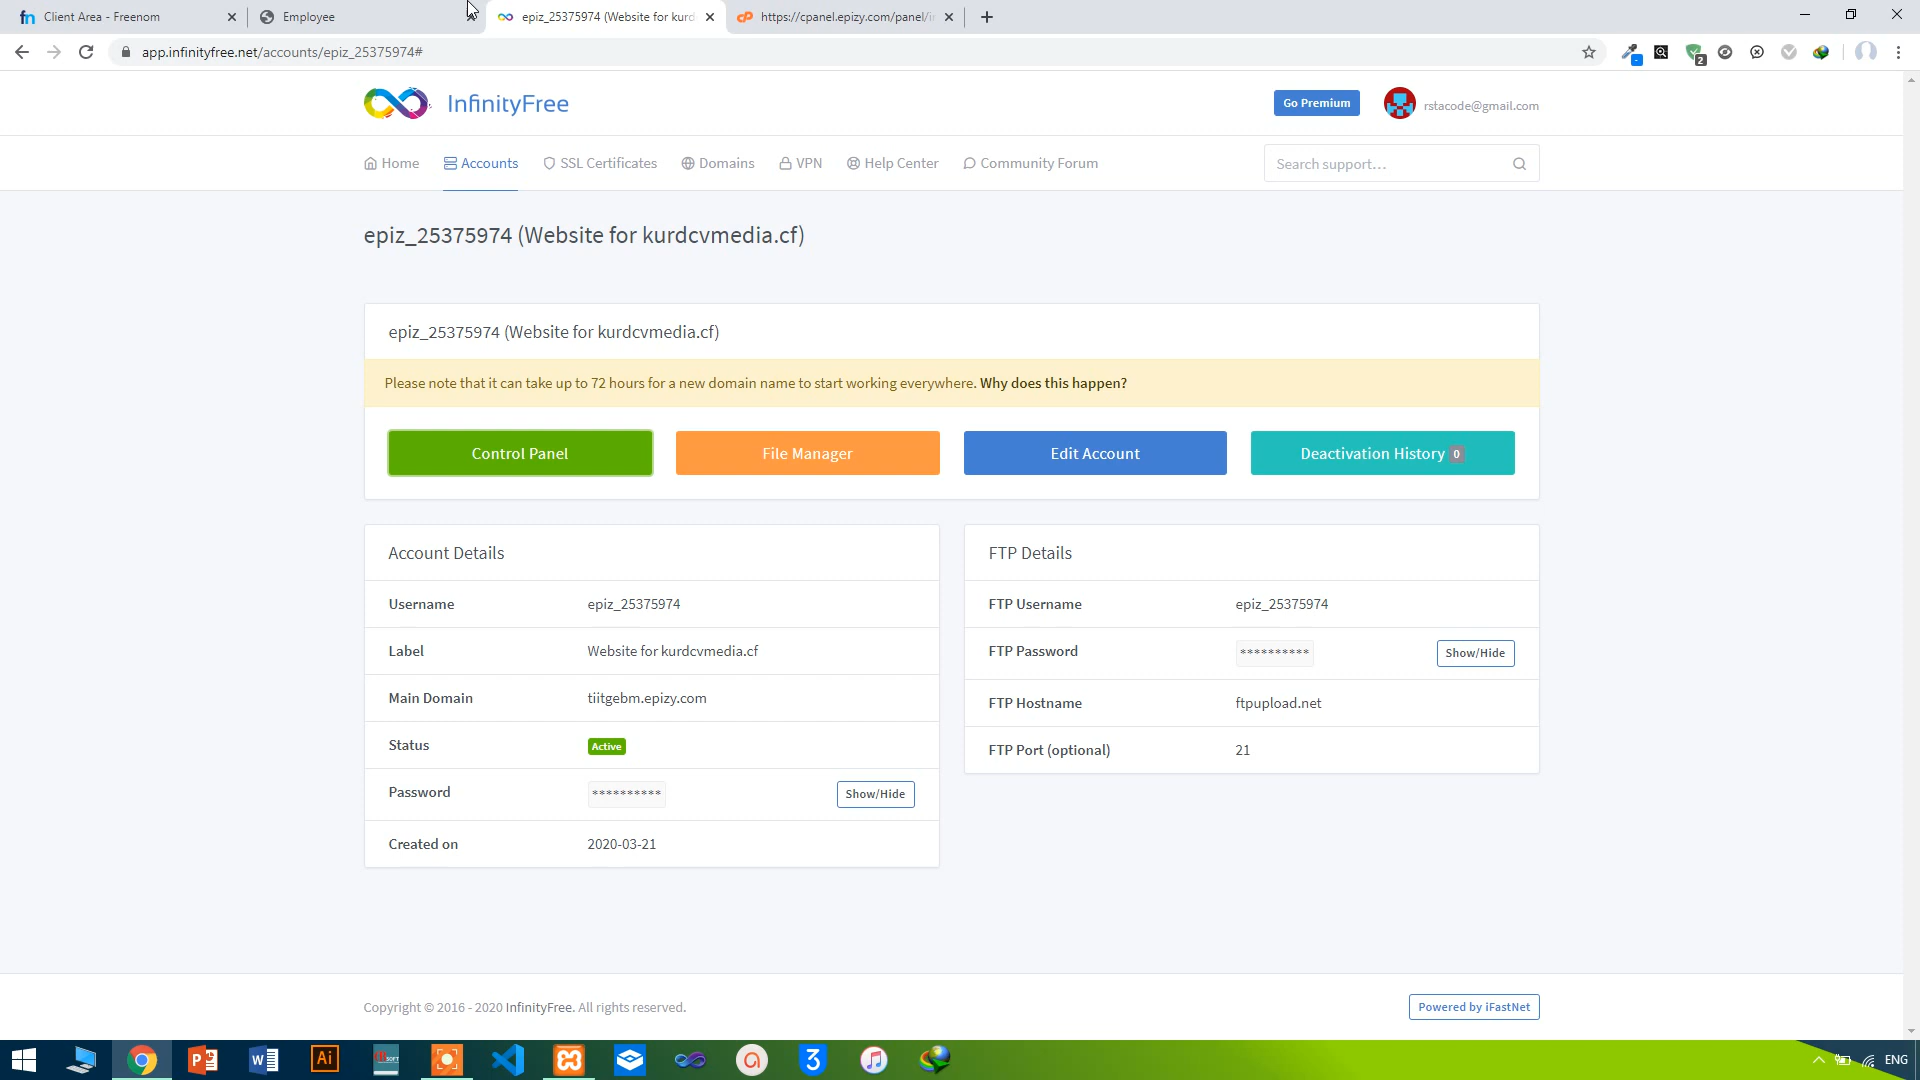 Client Area - Freenom
Employee
epiz_25375974 (Website for kurd
https://cpanel.epizy.com/panel/i
app.infinityfree.net/accounts/epiz_25375974#
2
InfinityFree
Go Premium
rstacode@gmail.com
Home
Accounts
SSL Certificates
Domains
VPN
Help Center
Community Forum
Search support...
epiz_25375974 (Website for kurdcvmedia.cf)
epiz_25375974 (Website for kurdcvmedia.cf)
Please note that it can take up to 72 hours for a new domain name to start working everywhere. Why does this happen?
Control Panel
File Manager
Edit Account
Deactivation History 0
Account Details
Username epiz_25375974
Label Website for kurdcvmedia.cf
Main Domain tiitgebm.epizy.com
Status Active
Password ********** Show/Hide
Created on 2020-03-21
FTP Details
FTP Username epiz_25375974
FTP Password ********** Show/Hide
FTP Hostname ftpupload.net
FTP Port (optional) 21
Copyright © 2016 - 2020 InfinityFree. All rights reserved.
Powered by iFastNet
ENG